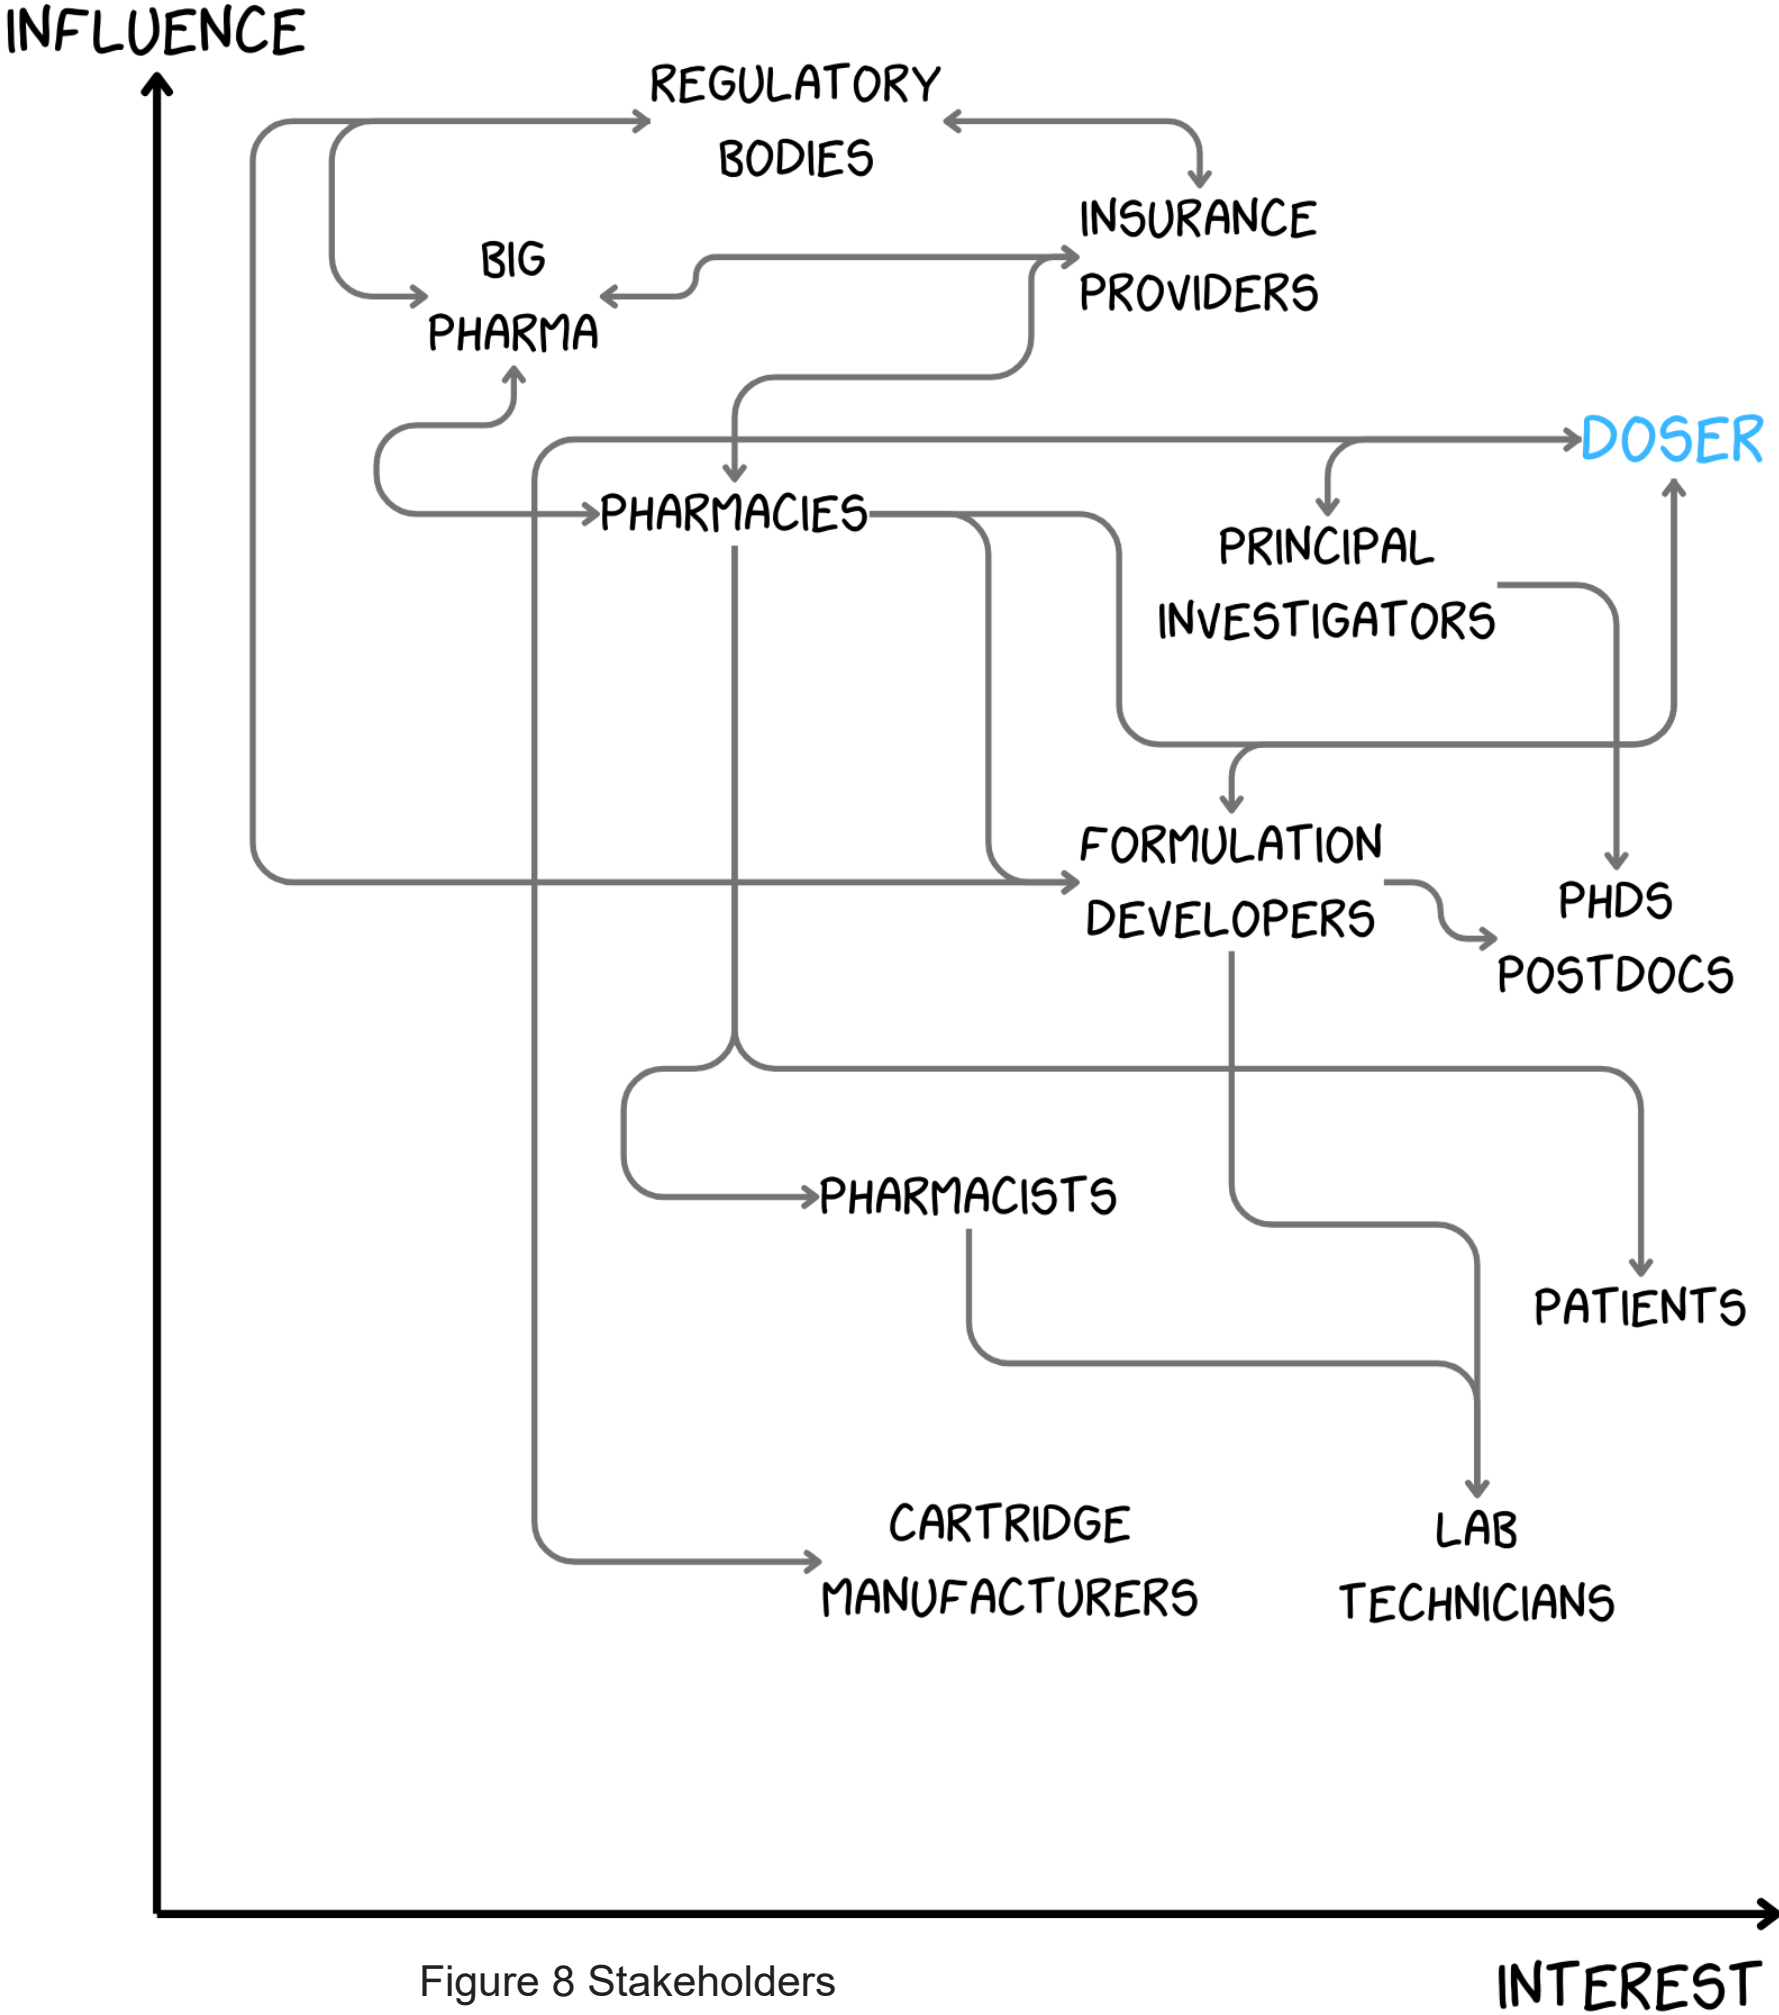 INFLUENCE
REGULATORY
BODIES
INSURANCE
PROVIDERS
BIG
PHARMA
DOSER
PHARMACIES
PRINCIPAL
INVESTIGATORS
FORMULATION
DEVELOPERS
PHDS
POSTDOCS
PHARMACISTS
PATIENTS
CARTRIDGE
MANUFACTURERS
LAB
TECHNICIANS
INTEREST
Figure 8 Stakeholders